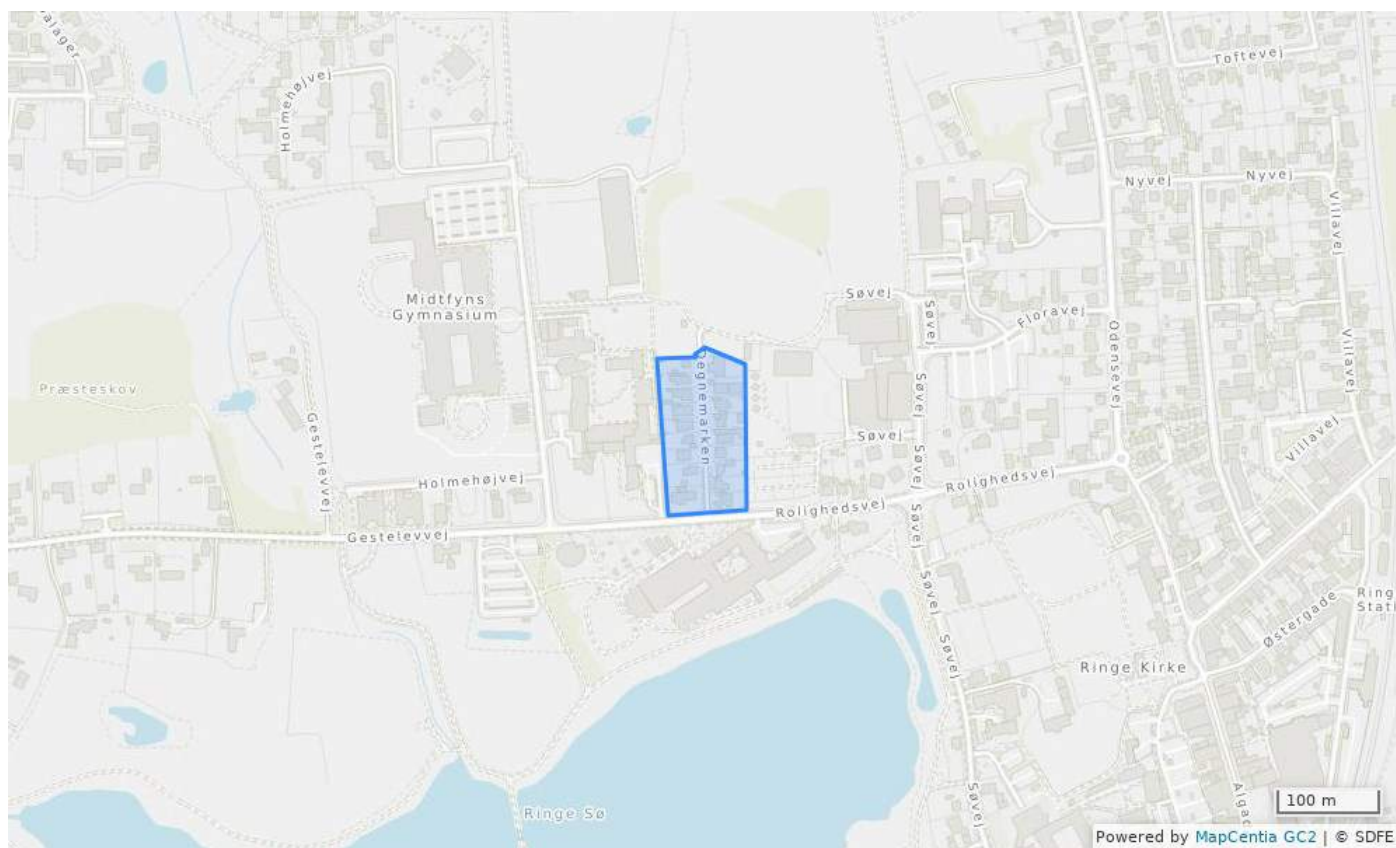 Toftevej
Holmehøjvej
Nyvej
Nyvej
Villavej
Søvej
Midtfyns
Gymnasium
Søvej
Floravej
Odensevej
Villavej
Degnemarken
Præsteskov
Gestelevvej
Søvej
Søvej
Søvej
Villavej
Holmehøjvej
Rolighedsvej
Rolighedsvej
Gestelevvej
Søvej
Søvej
Østergade
Ringe Kirke
Søvej
Ringe Sø
Søvej
100 m
Powered by MapCentia GC2 | © SDFE